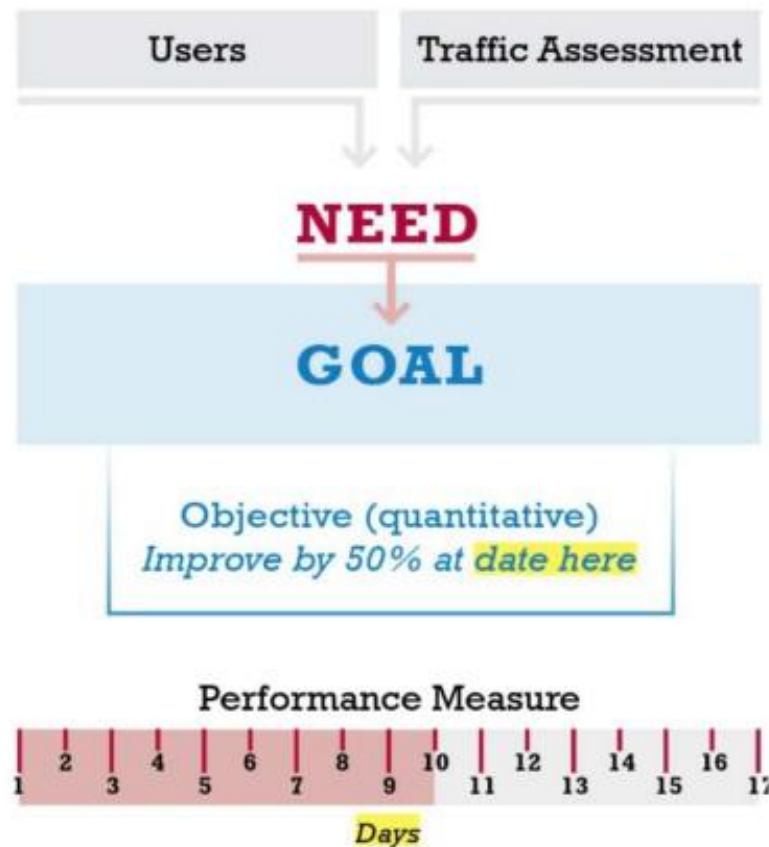 Users
Traffic Assessment
NEED
GOAL
Objective (quantitative)
Improve by 50% at date here
Performance Measure
1 2 3 4 5 6 7 8 9 10 11 12 13 14 15 16 17
Days